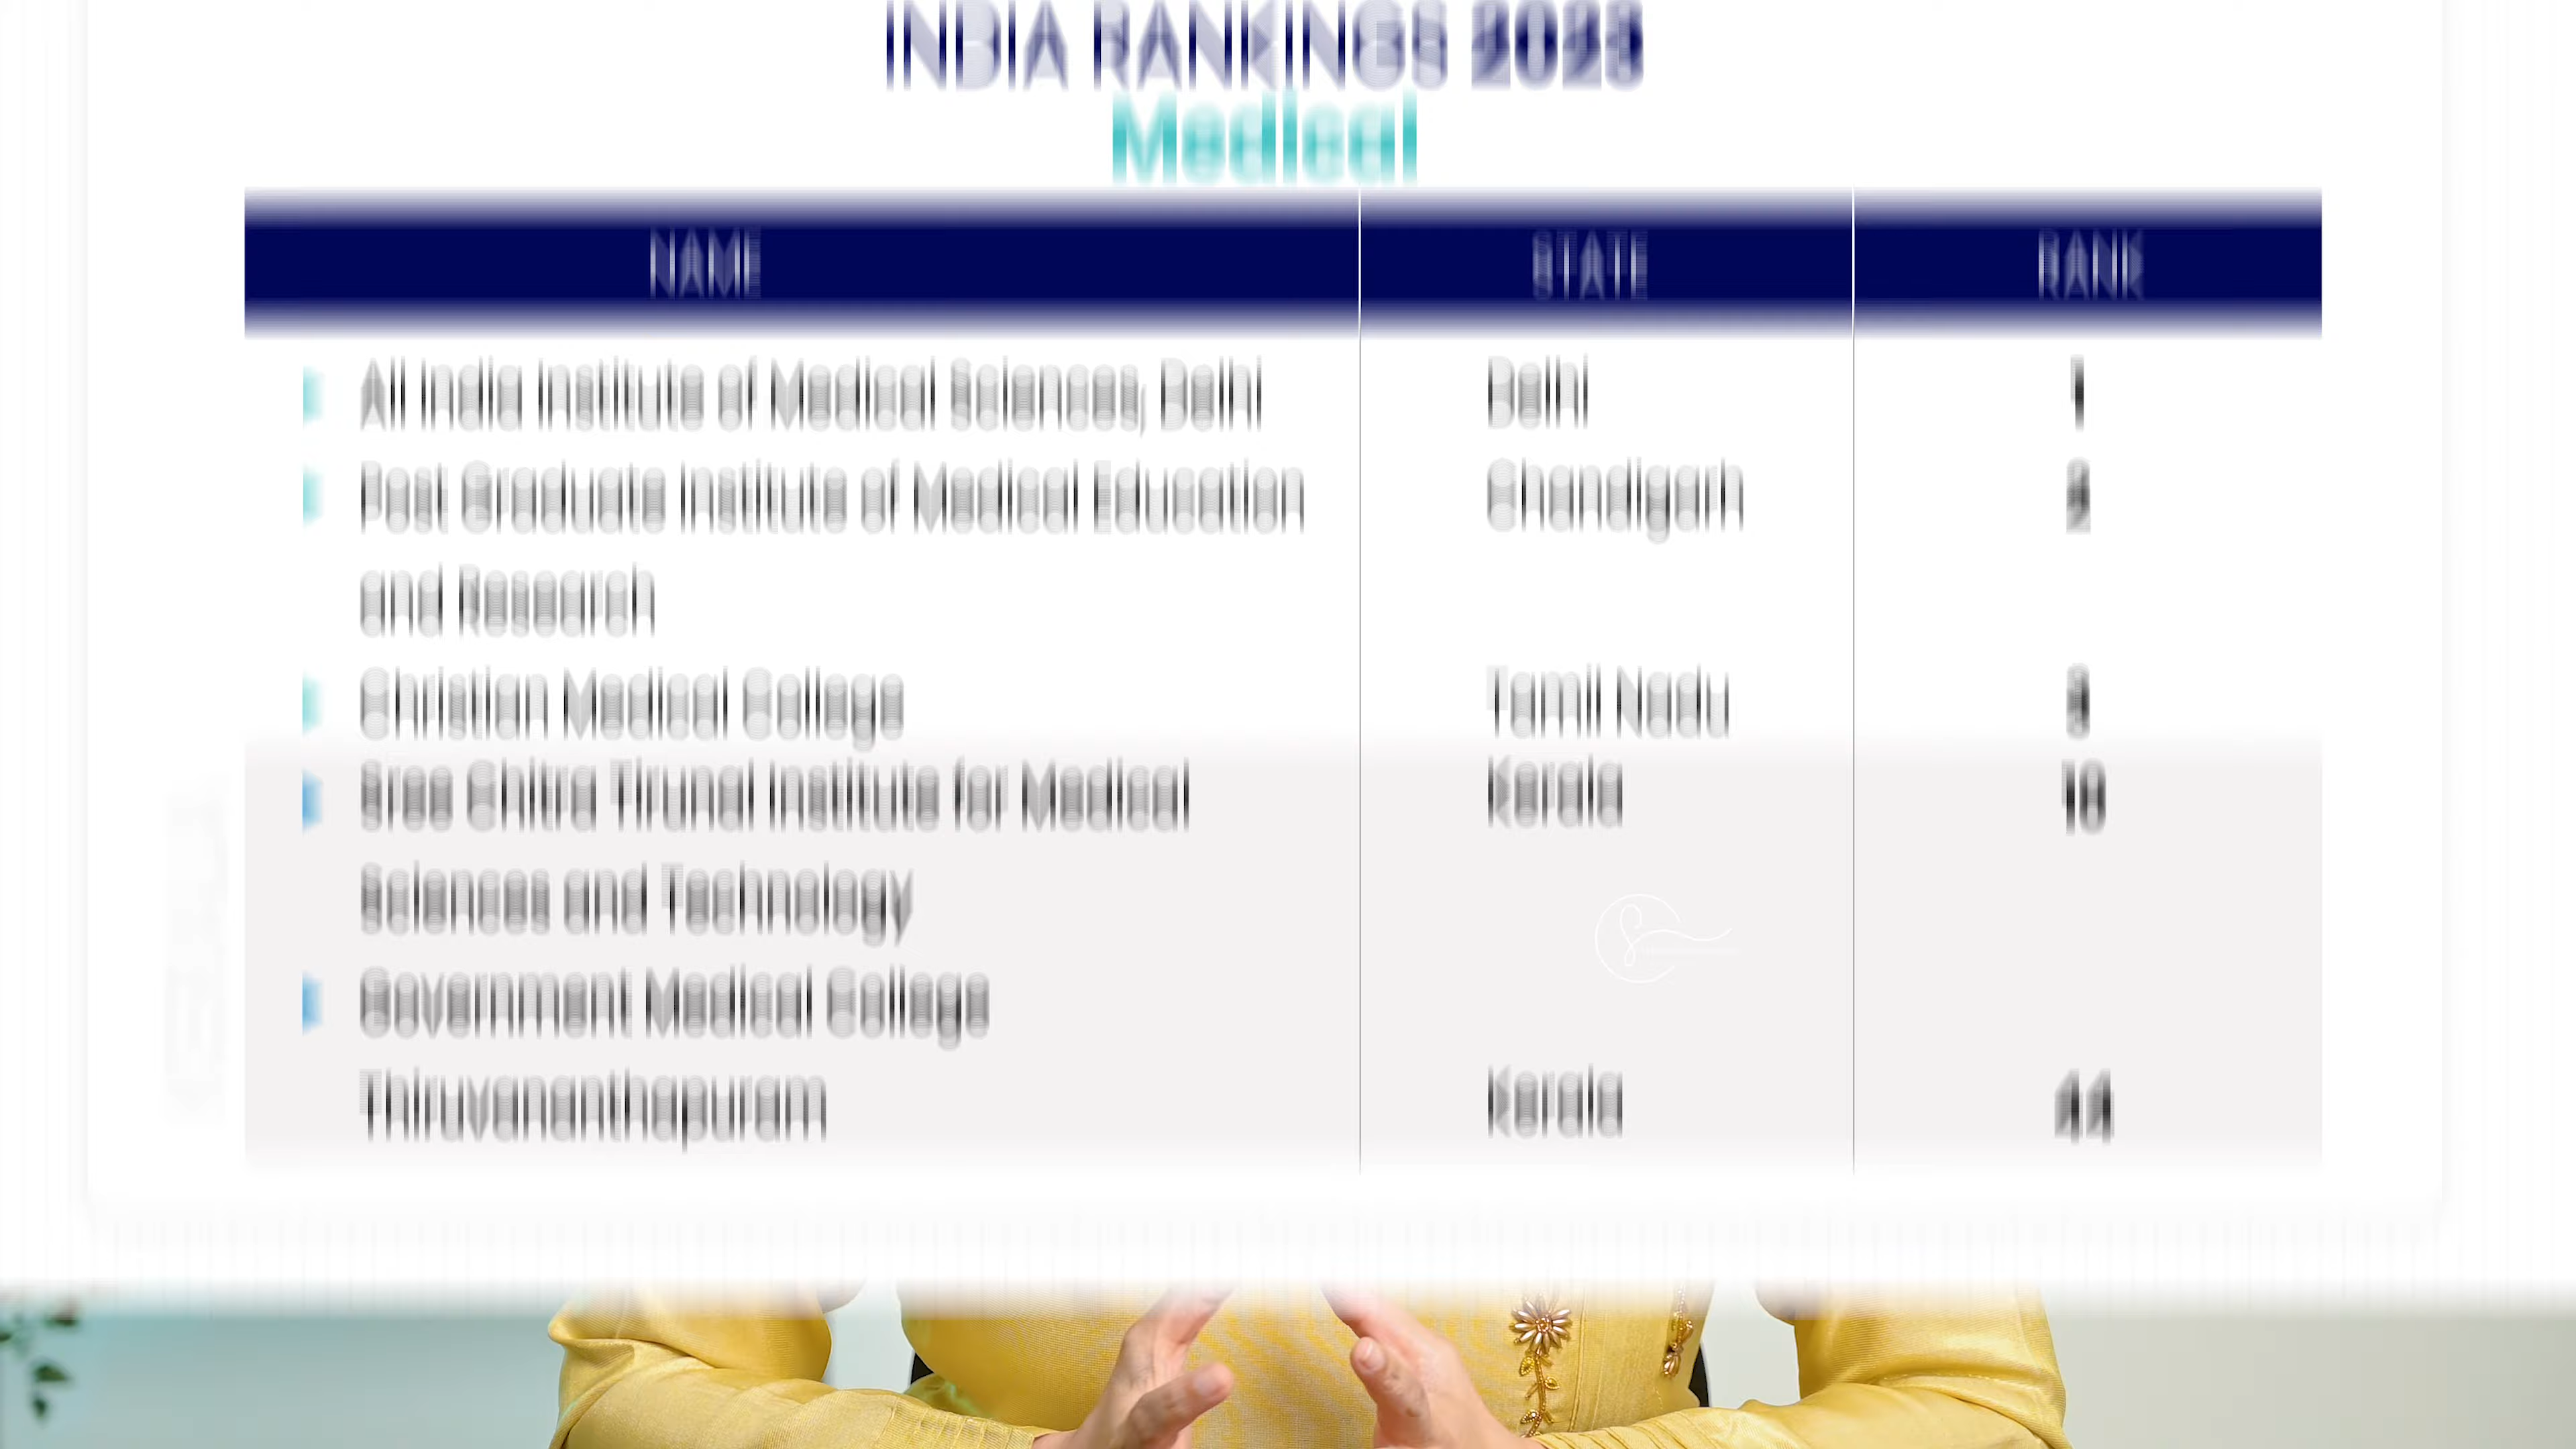 INDIA RANKINGS 2023
Medical
NAME STATE RANK
All India Institute of Medical Sciences, Delhi Delhi 1
Post Graduate Institute of Medical Education Chandigarh 2
and Research
Christian Medical College Tamil Nadu 3
Sree Chitra Tirunal Institute for Medical Kerala 10
Sciences and Technology
Government Medical College
Thiruvananthapuram Kerala 44